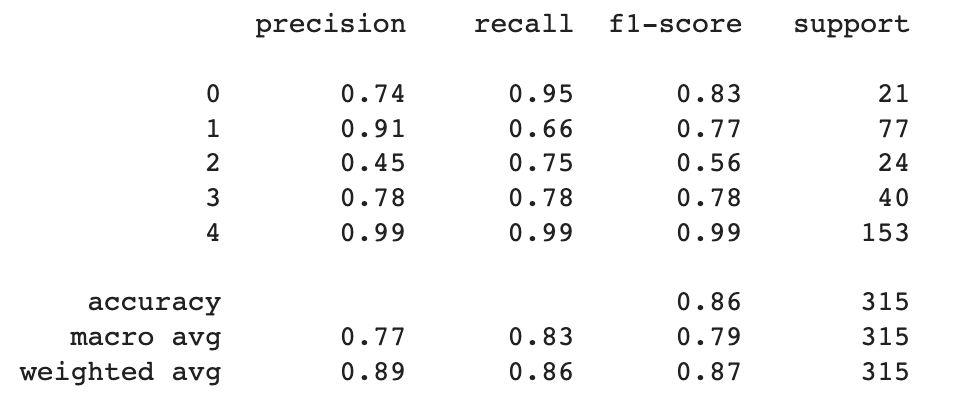 precision recall f1-score support
0 0.74 0.95 0.83 21
1 0.91 0.66 0.77 77
2 0.45 0.75 0.56 24
3 0.78 0.78 0.78 40
4 0.99 0.99 0.99 153
accuracy 0.86 315
macro avg 0.77 0.83 0.79 315
weighted avg 0.89 0.86 0.87 315